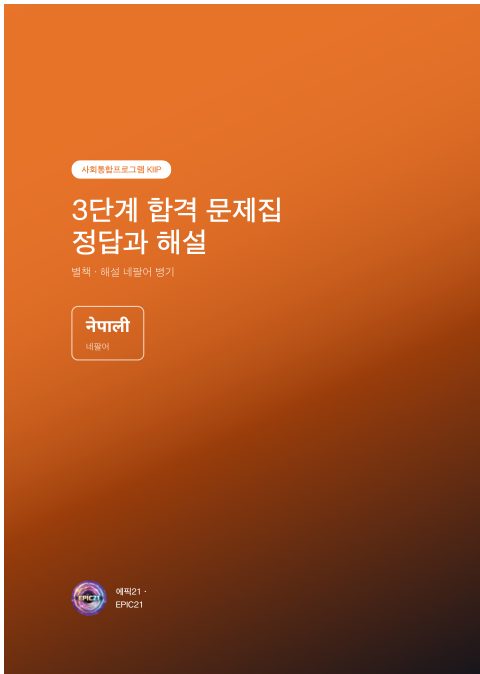 사회통합프로그램 KIIP
3단계 합격 문제집
정답과 해설
별책 · 해설 네팔어 병기
नेपाली
네팔어
EPIC21
에픽21 ·
EPIC21